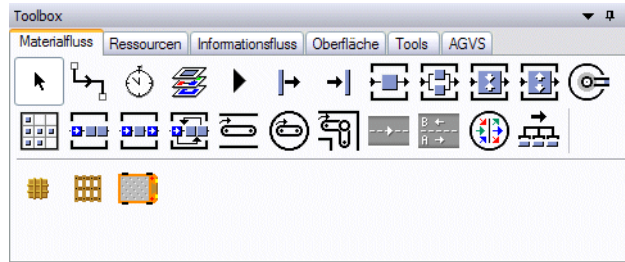 Toolbox
Materialfluss Ressourcen Informationsfluss Oberfläche Tools AGVS
B
A